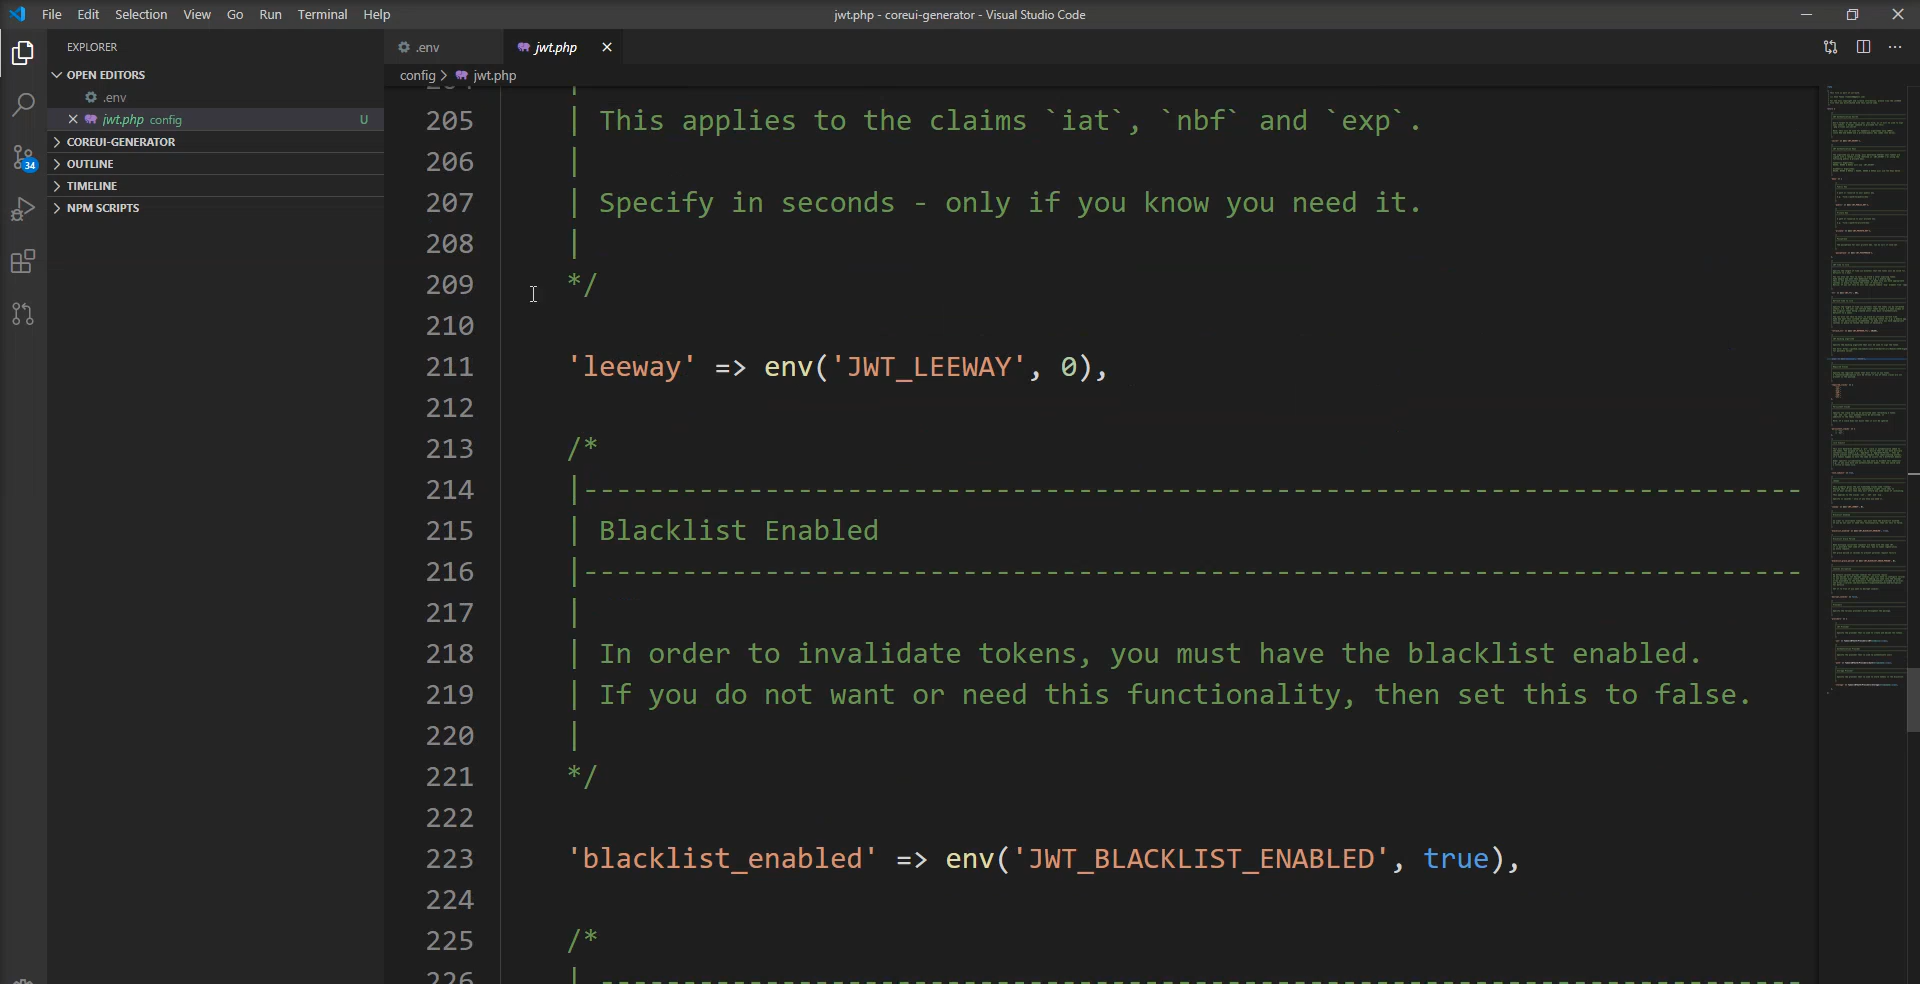 File Edit Selection View Go Run Terminal Help
jwt.php - coreui-generator - Visual Studio Code
EXPLORER
OPEN EDITORS
.env
jwt.php config U
COREUI-GENERATOR
OUTLINE
TIMELINE
NPM SCRIPTS
34
.env
jwt.php
config > jwt.php
205 | This applies to the claims `iat`, `nbf` and `exp`.
206 |
207 | Specify in seconds - only if you know you need it.
208 |
209 */
210
211 'leeway' => env('JWT_LEEWAY', 0),
212
213 /*
214 |--------------------------------------------------------------------------
215 | Blacklist Enabled
216 |--------------------------------------------------------------------------
217 |
218 | In order to invalidate tokens, you must have the blacklist enabled.
219 | If you do not want or need this functionality, then set this to false.
220 |
221 */
222
223 'blacklist_enabled' => env('JWT_BLACKLIST_ENABLED', true),
224
225 /*
226 | -------------------------------------------------------------------------